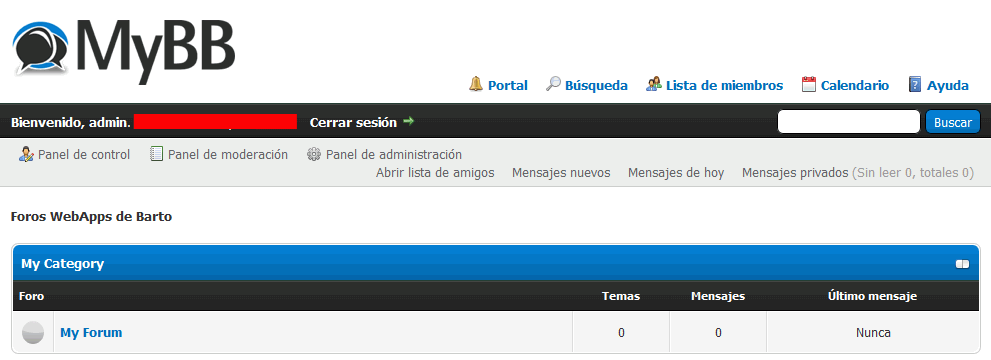 MyBB
Portal Búsqueda Lista de miembros Calendario Ayuda
Bienvenido, admin. Cerrar sesión Buscar
Panel de control Panel de moderación Panel de administración
Abrir lista de amigos Mensajes nuevos Mensajes de hoy Mensajes privados (Sin leer 0, totales 0)
Foros WebApps de Barto
My Category
Foro Temas Mensajes Último mensaje
My Forum 0 0 Nunca